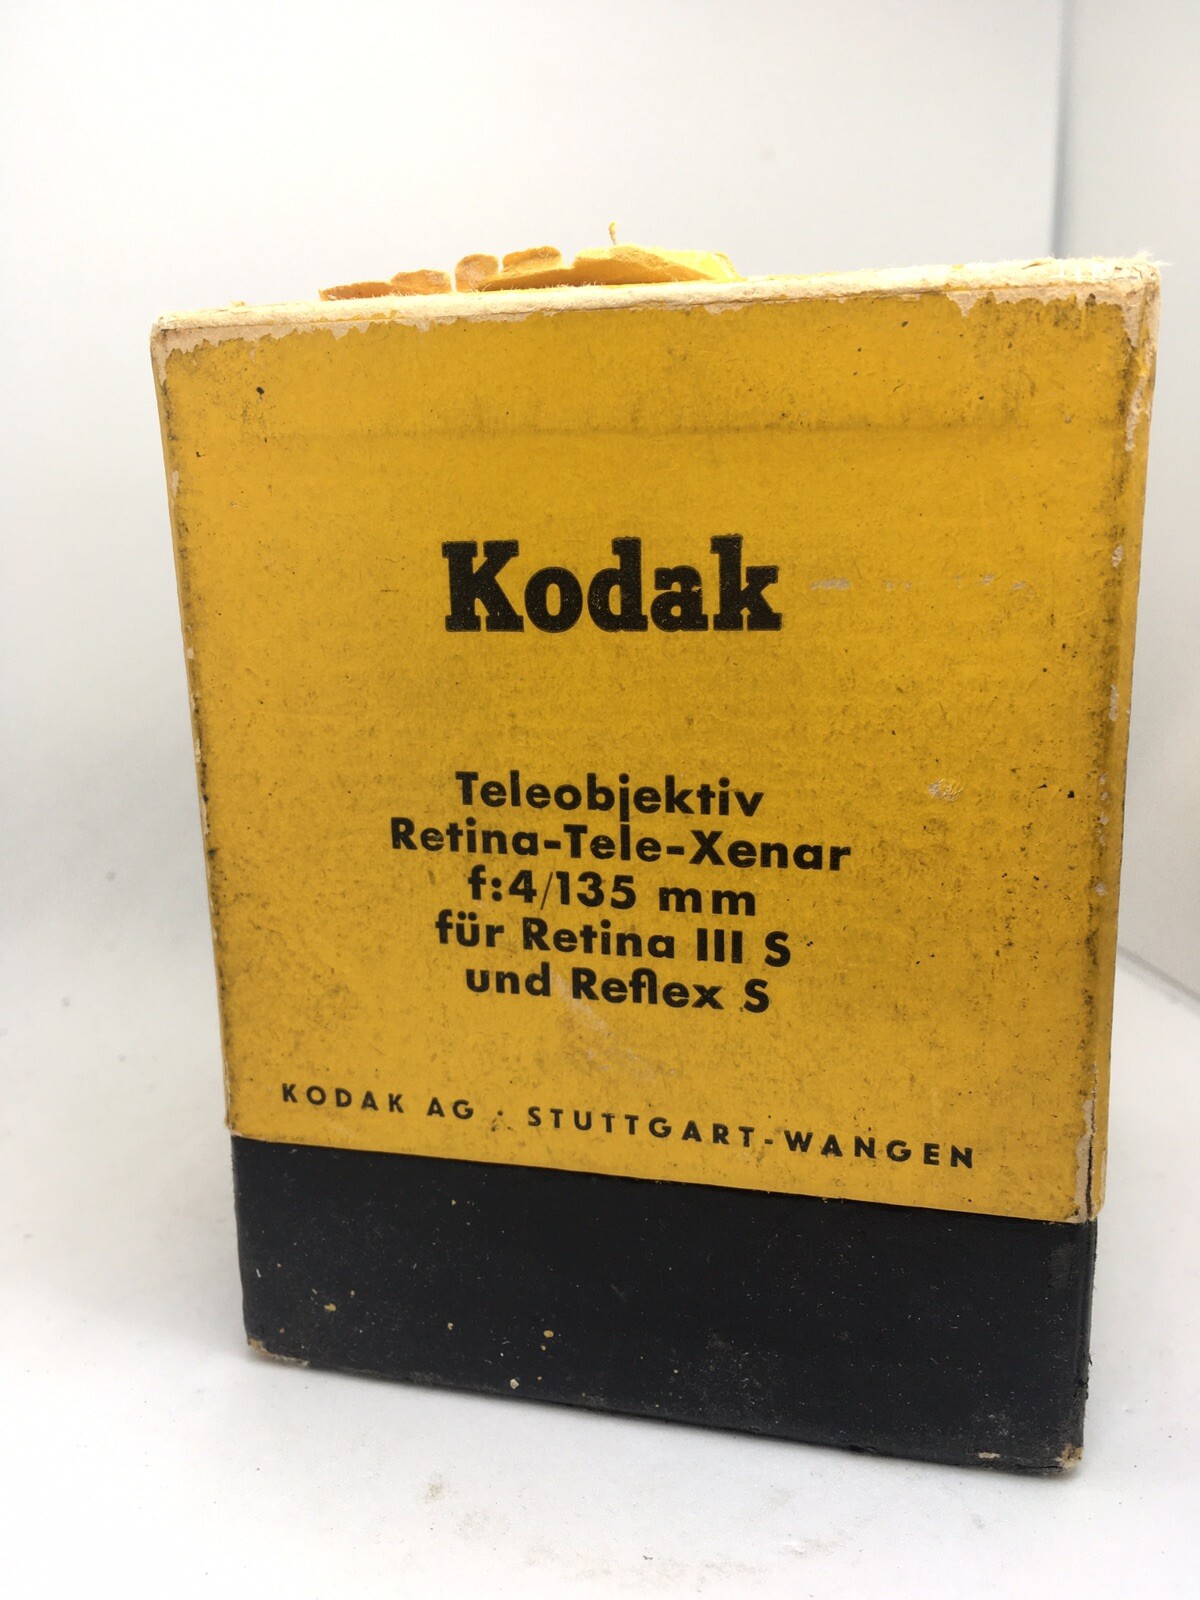 Kodak
Teleobjektiv
Retina-Tele-Xenar
f:4/135 mm
für Retina III S
und Reflex S
KODAK AG · STUTTGART-WANGEN